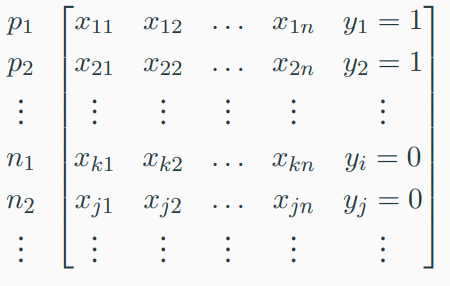 p₁ x₁₁ x₁₂ … x₁ₙ y₁ = 1
p₂ x₂₁ x₂₂ … x₂ₙ y₂ = 1
⋮ ⋮ ⋮ ⋮ ⋮ ⋮
n₁ xₖ₁ xₖ₂ … xₖₙ yᵢ = 0
n₂ xⱼ₁ xⱼ₂ … xⱼₙ yⱼ = 0
⋮ ⋮ ⋮ ⋮ ⋮ ⋮